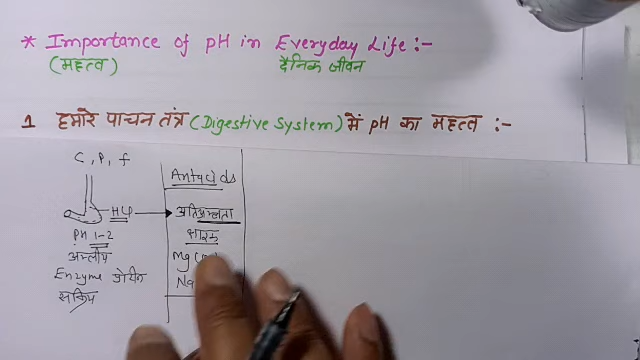 * Importance of pH in Everyday Life :-
(महत्व) दैनिक जीवन
1 हमारे पाचन तंत्र (Digestive System) में pH का महत्व :-
C, P, f
HCl
PH 1-2
अम्लीय
Enzyme
सक्रिय
Antacids
अतिअम्लता
क्षारक
Mg(
Na